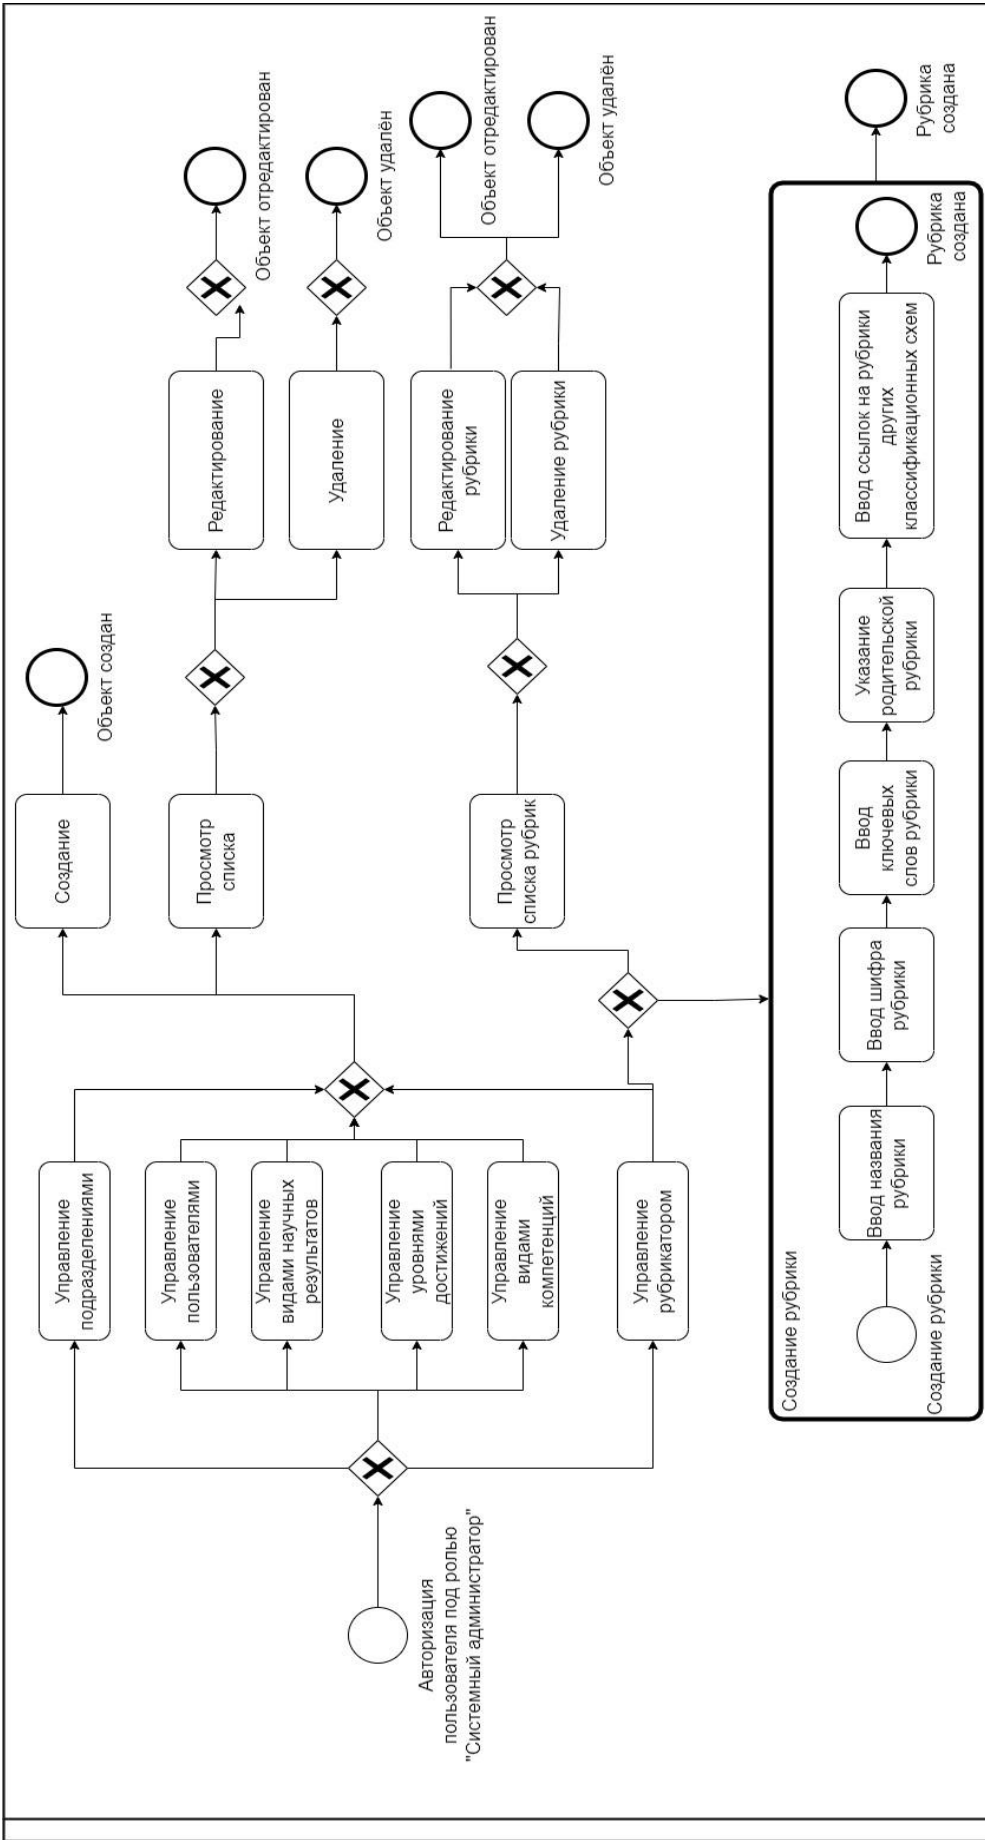 Авторизация
пользователя под ролью
"Системный администратор"
Управление
подразделениями
Управление
пользователями
Управление
видами научных
результатов
Управление
уровнями
достижений
Управление
видами
компетенций
Управление
рубрикатором
Создание
Объект создан
Просмотр
списка
Редактирование
Объект отредактирован
Удаление
Объект удалён
Просмотр
списка рубрик
Редактирование
рубрики
Удаление рубрики
Объект отредактирован
Объект удалён
Создание рубрики
Создание рубрики
Ввод названия
рубрики
Ввод шифра
рубрики
Ввод
ключевых
слов рубрики
Указание
родительской
рубрики
Ввод ссылок на рубрики
других
классификационных схем
Рубрика
создана
Рубрика
создана